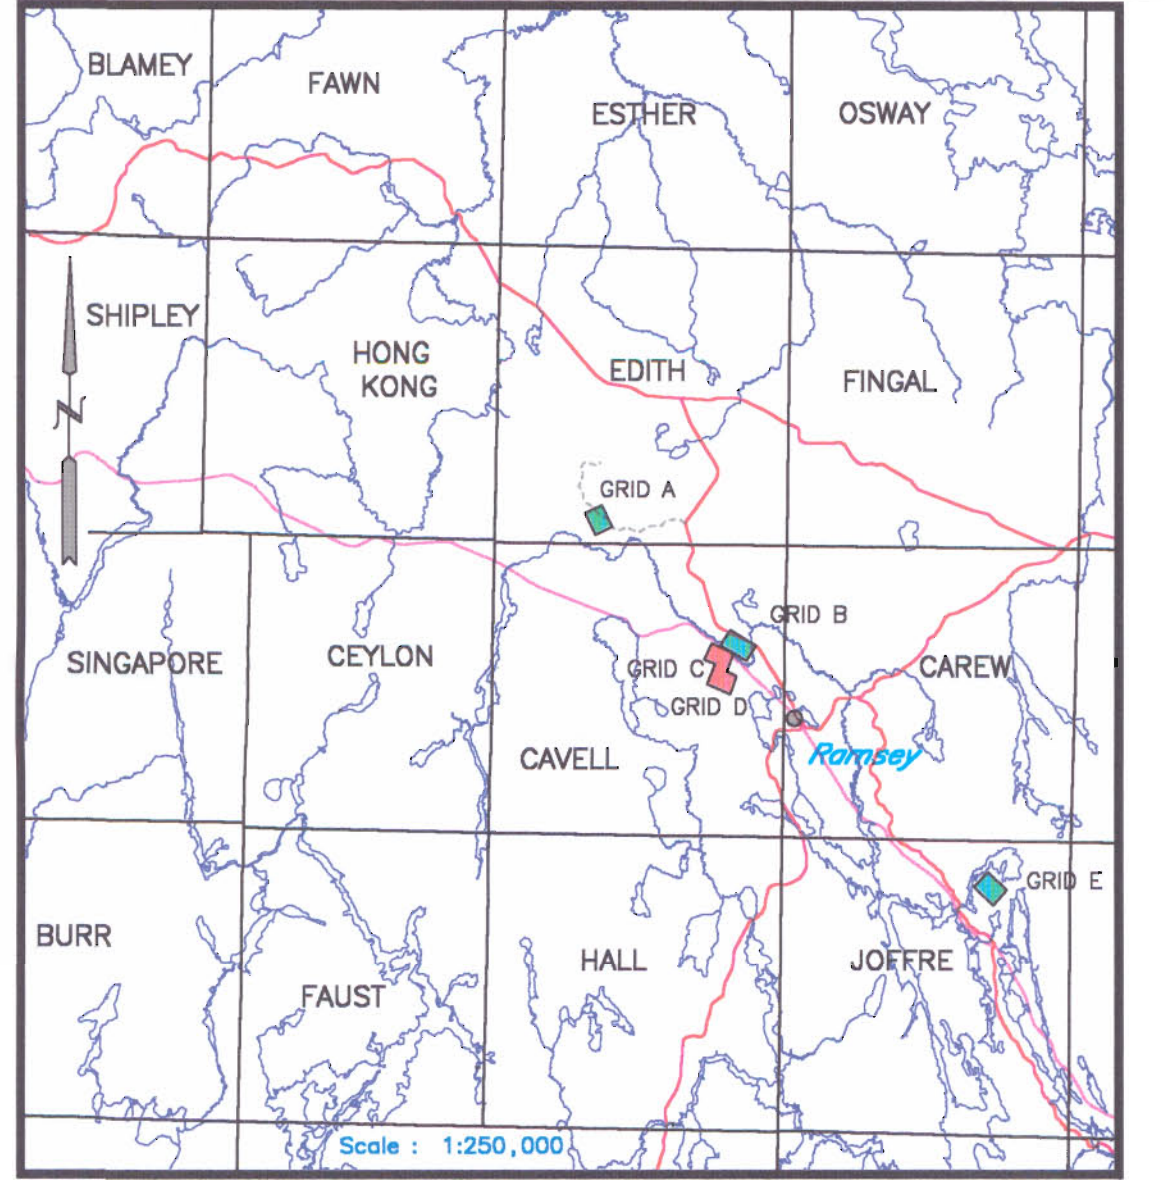 BLAMEY
FAWN
ESTHER
OSWAY
SHIPLEY
HONG
KONG
EDITH
FINGAL
N
GRID A
GRID B
SINGAPORE
CEYLON
GRID C
CAREW
GRID D
CAVELL
Ramsey
GRID E
BURR
HALL
JOFFRE
FAUST
Scale : 1:250,000